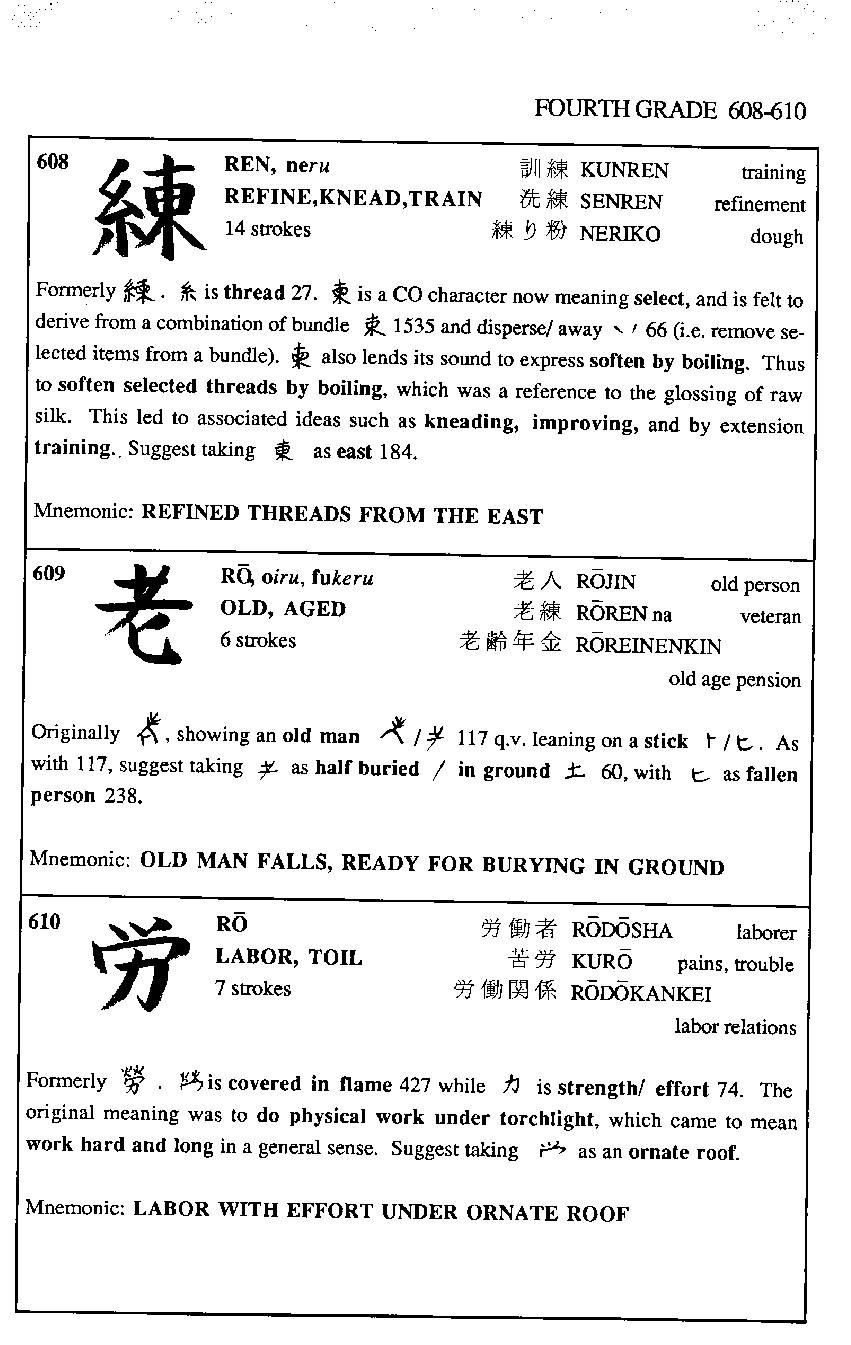 FOURTH GRADE 608-610
608 練 REN, neru 訓練 KUNREN training
REFINE,KNEAD,TRAIN 洗練 SENREN refinement
14 strokes 練り粉 NERIKO dough
Formerly 練. 糸 is thread 27. 柬 is a CO character now meaning select, and is felt to
derive from a combination of bundle 束 1535 and disperse/ away 丶ノ 66 (i.e. remove se-
lected items from a bundle). 柬 also lends its sound to express soften by boiling. Thus
to soften selected threads by boiling, which was a reference to the glossing of raw
silk. This led to associated ideas such as kneading, improving, and by extension
training. Suggest taking 東 as east 184.
Mnemonic: REFINED THREADS FROM THE EAST
609 老 RŌ, oiru, fukeru 老人 RŌJIN old person
OLD, AGED 老練 RŌREN na veteran
6 strokes 老齢年金 RŌREINENKIN
old age pension
Originally , showing an old man / 耂 117 q.v. leaning on a stick ト/ヒ. As
with 117, suggest taking 耂 as half buried / in ground 土 60, with ヒ as fallen
person 238.
Mnemonic: OLD MAN FALLS, READY FOR BURYING IN GROUND
610 労 RŌ 労働者 RŌDŌSHA laborer
LABOR, TOIL 苦労 KURŌ pains, trouble
7 strokes 労働関係 RŌDŌKANKEI
labor relations
Formerly 勞. is covered in flame 427 while 力 is strength/ effort 74. The
original meaning was to do physical work under torchlight, which came to mean
work hard and long in a general sense. Suggest taking as an ornate roof.
Mnemonic: LABOR WITH EFFORT UNDER ORNATE ROOF